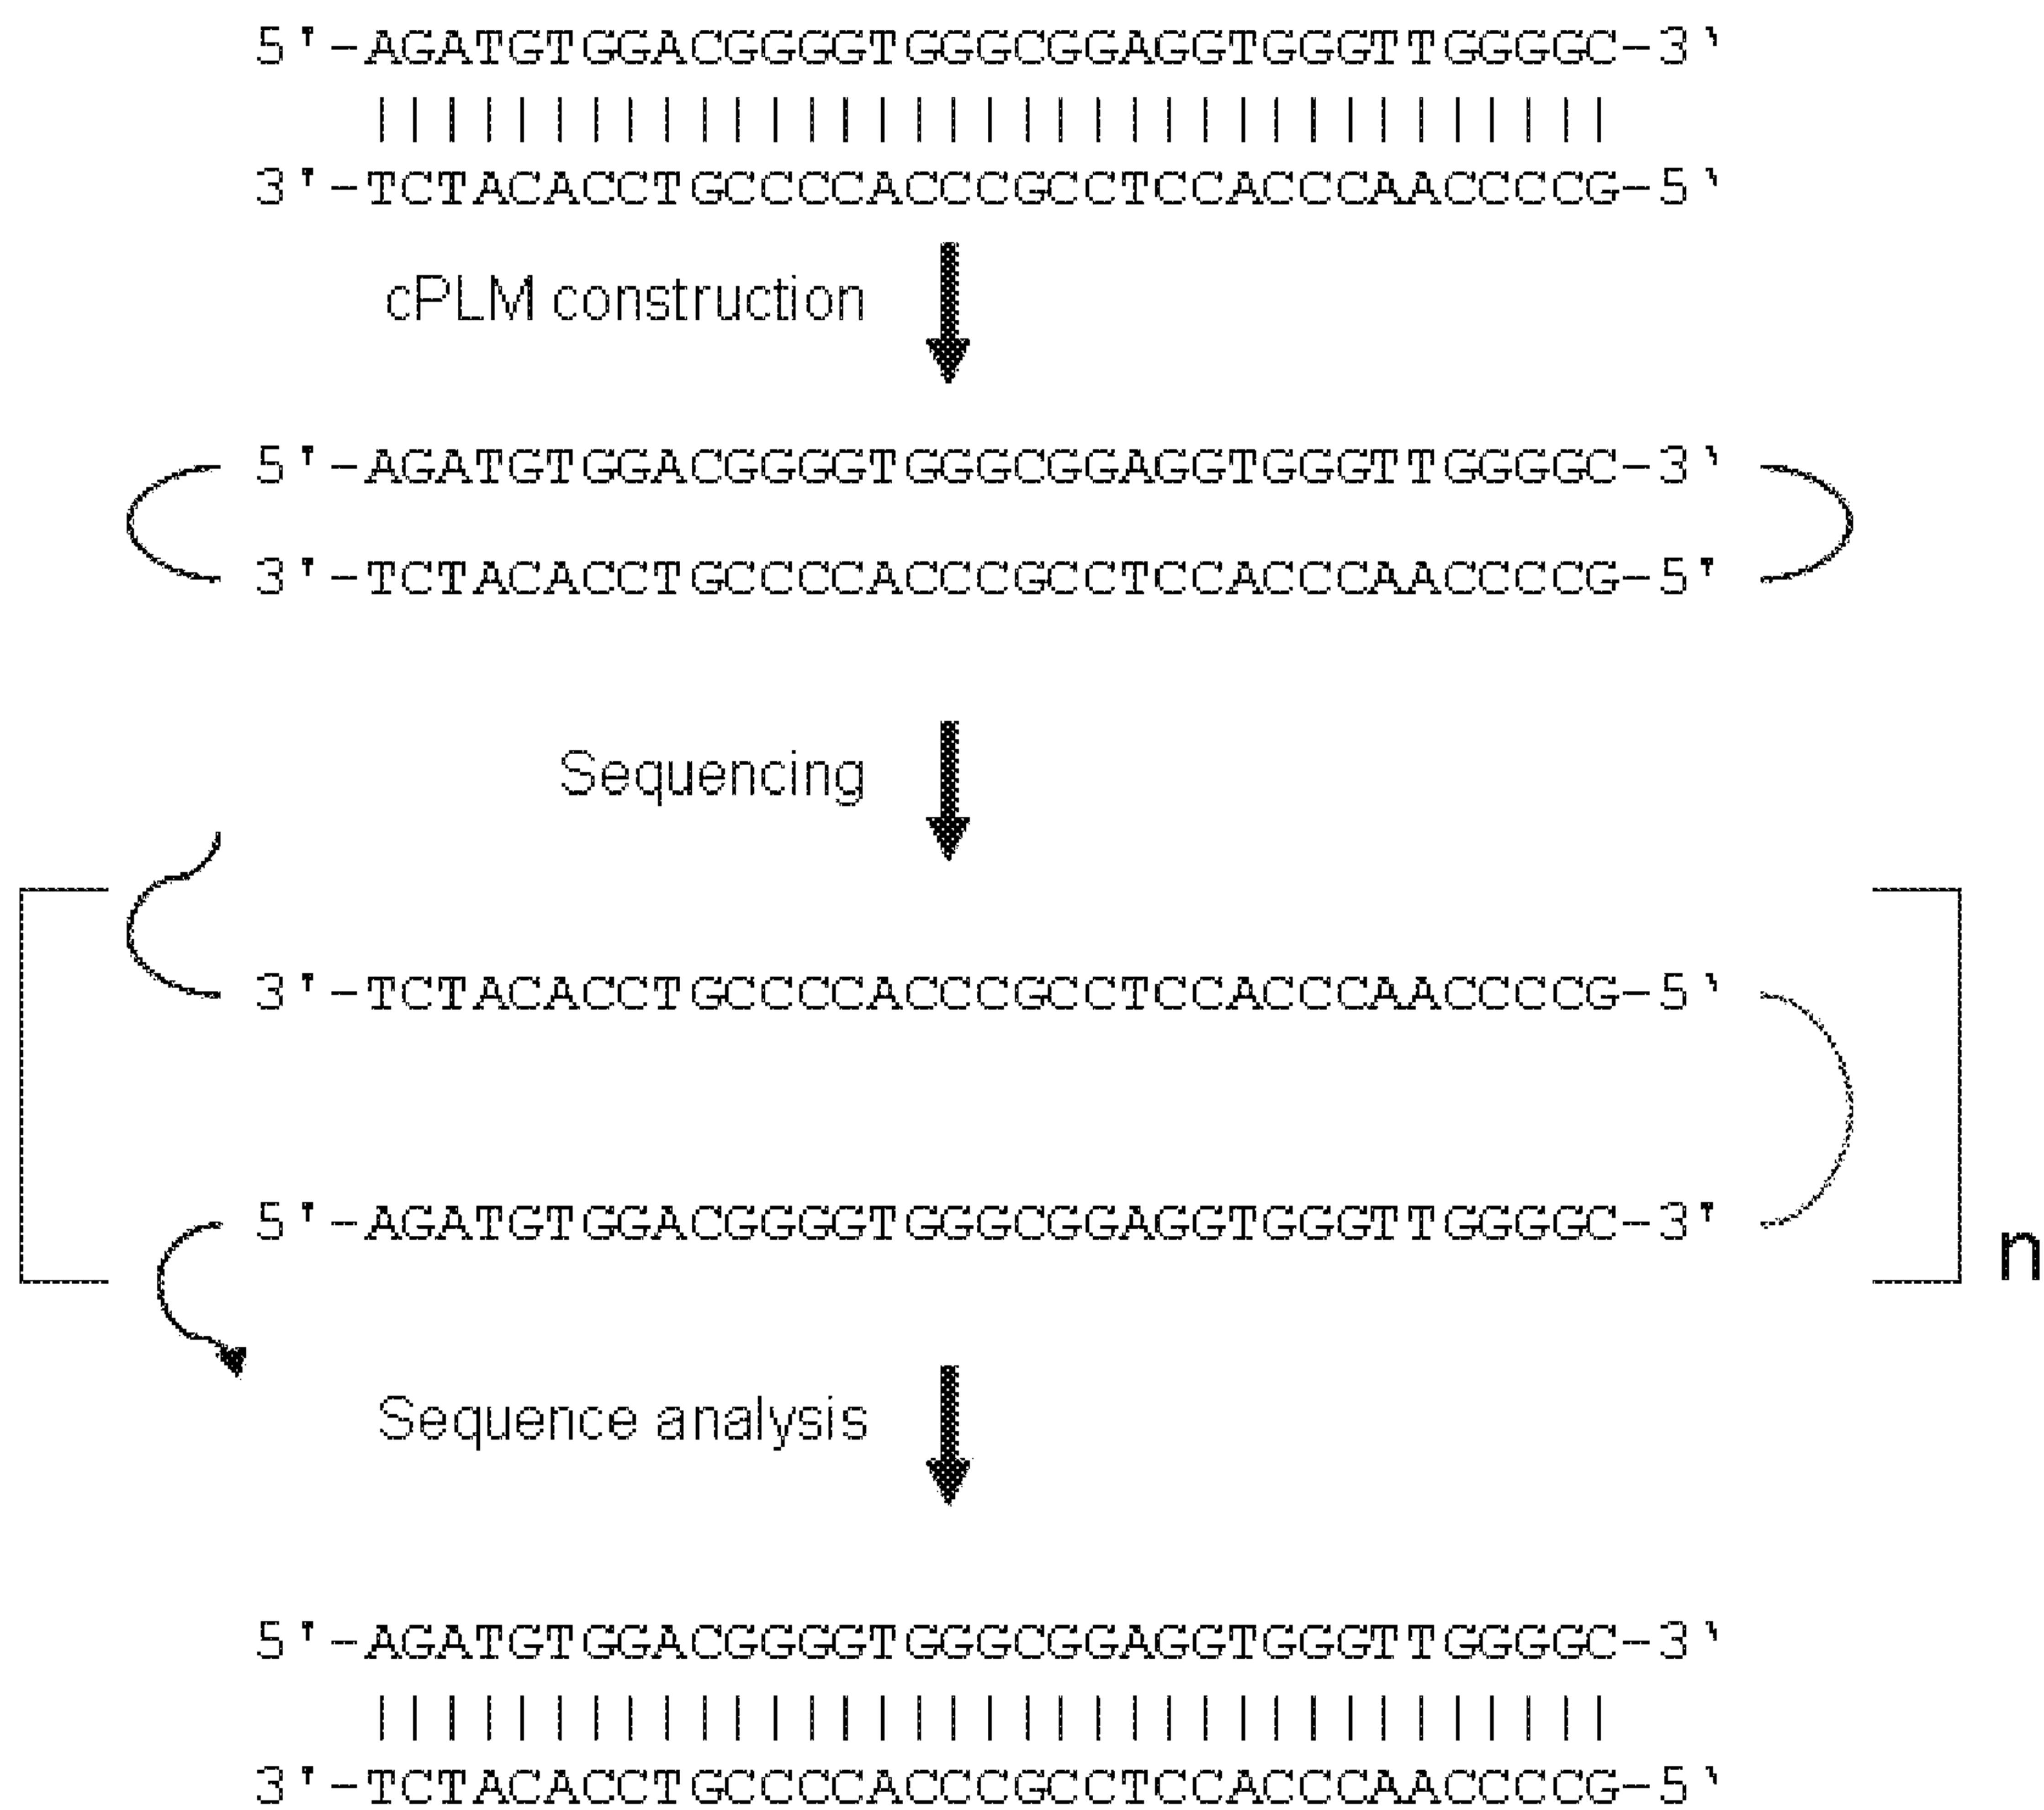 5'-AGATGTGGACGGGGTGGGCGGAGGTGGGTTGGGGC-3'
3'-TCTACACCTGCCCCACCCGCCTCCACCCAACCCCG-5'
cPLM construction
5'-AGATGTGGACGGGGTGGGCGGAGGTGGGTTGGGGC-3'
3'-TCTACACCTGCCCCACCCGCCTCCACCCAACCCCG-5'
Sequencing
3'-TCTACACCTGCCCCACCCGCCTCCACCCAACCCCG-5'
5'-AGATGTGGACGGGGTGGGCGGAGGTGGGTTGGGGC-3'
n
Sequence analysis
5'-AGATGTGGACGGGGTGGGCGGAGGTGGGTTGGGGC-3'
3'-TCTACACCTGCCCCACCCGCCTCCACCCAACCCCG-5'